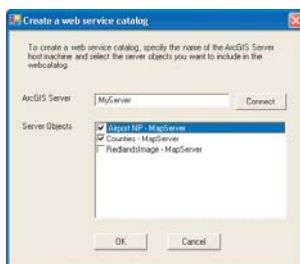 Create a web service catalog
To create a web service catalog, specify the name of the ArcGIS Server
host machine and select the server objects you want to include in the
webcatalog.
ArcGIS Server
MyServer
Connect
Server Objects
Airport NP - MapServer
Counties - MapServer
RedlandsImage - MapServer
OK
Cancel